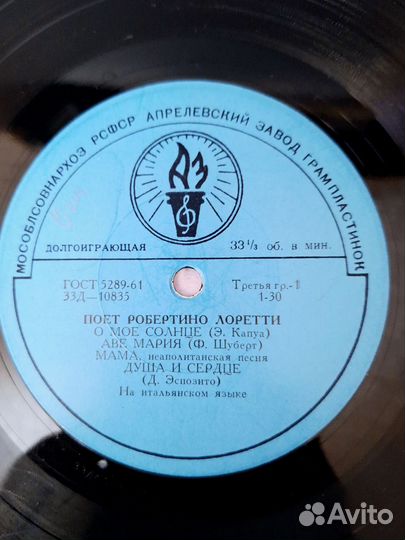 МОСОБЛСОВНАРХОЗ РСФСР АПРЕЛЕВСКИЙ ЗАВОД ГРАМПЛАСТИНОК
АЗ
ДОЛГОИГРАЮЩАЯ 33⅓ об. в мин.
ГОСТ 5289-61 Третья гр.-1
33Д—10835 1-30
ПОЕТ РОБЕРТИНО ЛОРЕТТИ
О МОЕ СОЛНЦЕ (Э. Капуа)
АВЕ МАРИЯ (Ф. Шуберт)
МАМА, неаполитанская песня
ДУША И СЕРДЦЕ
(Д. Эспозито)
На итальянском языке
Avito